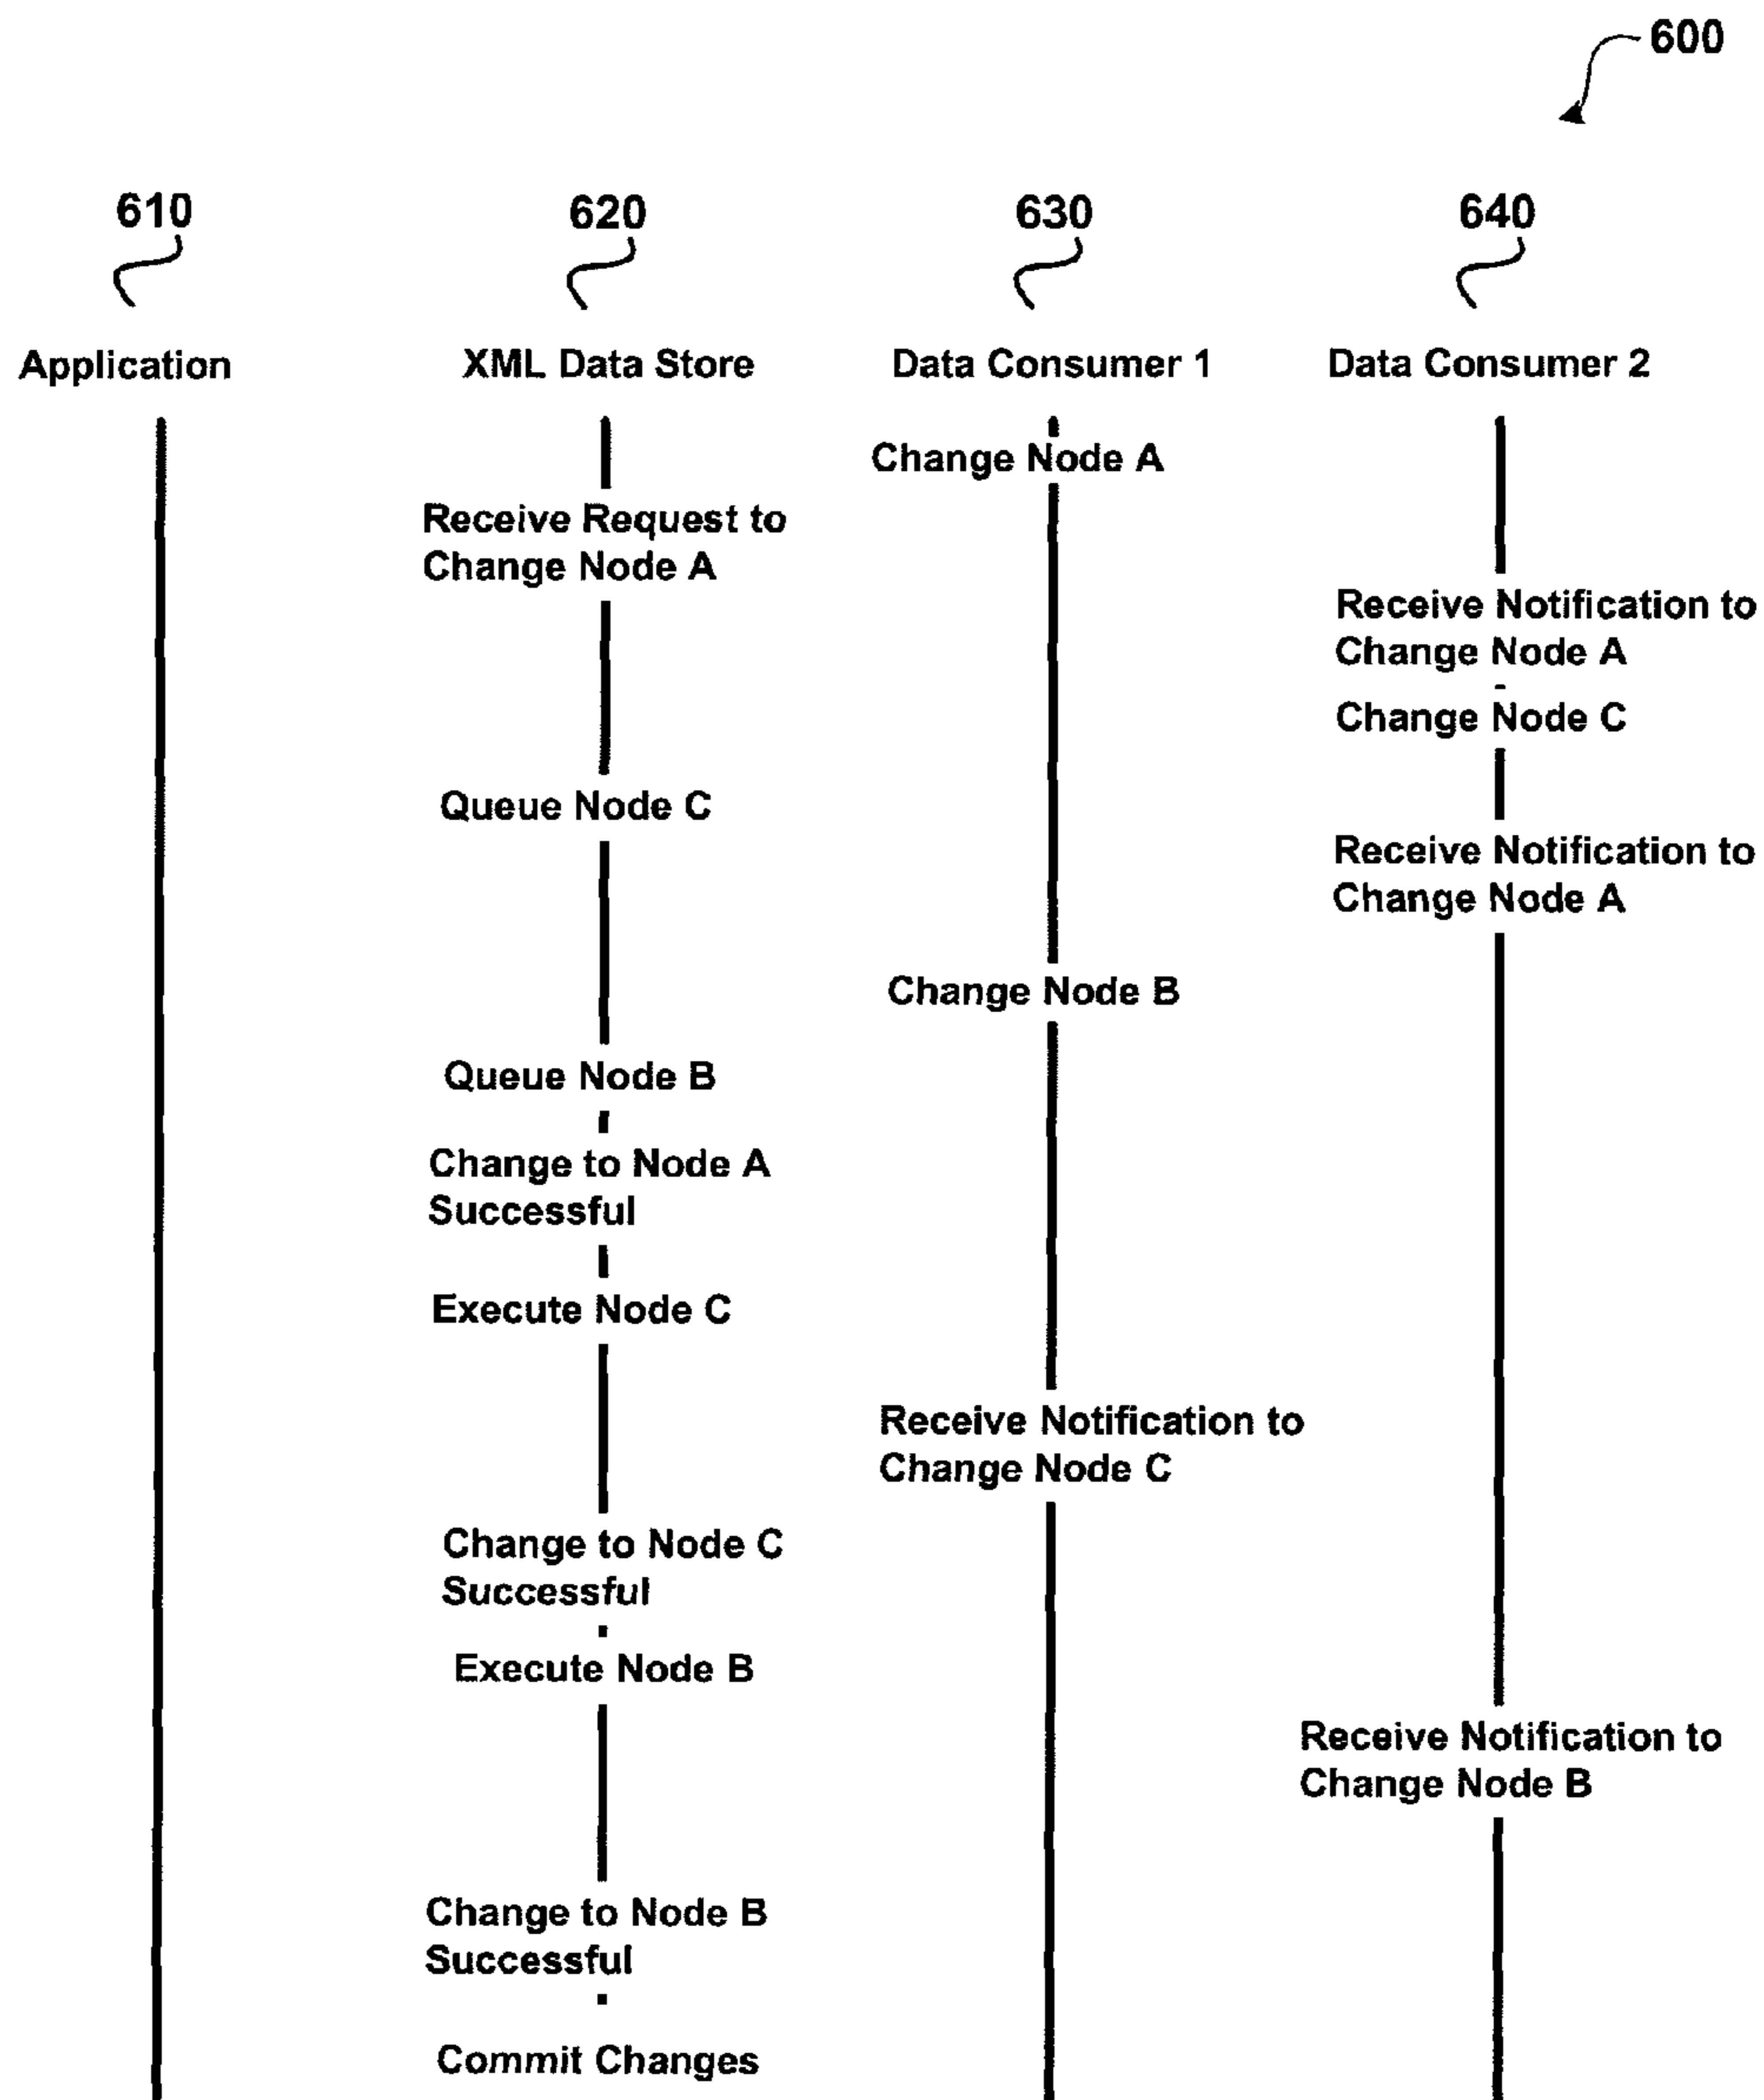 600
610
620
630
640
Application
XML Data Store
Data Consumer 1
Data Consumer 2
Change Node A
Receive Request to
Change Node A
Receive Notification to
Change Node A
Change Node C
Queue Node C
Receive Notification to
Change Node A
Change Node B
Queue Node B
Change to Node A
Successful
Execute Node C
Receive Notification to
Change Node C
Change to Node C
Successful
Execute Node B
Receive Notification to
Change Node B
Change to Node B
Successful
Commit Changes